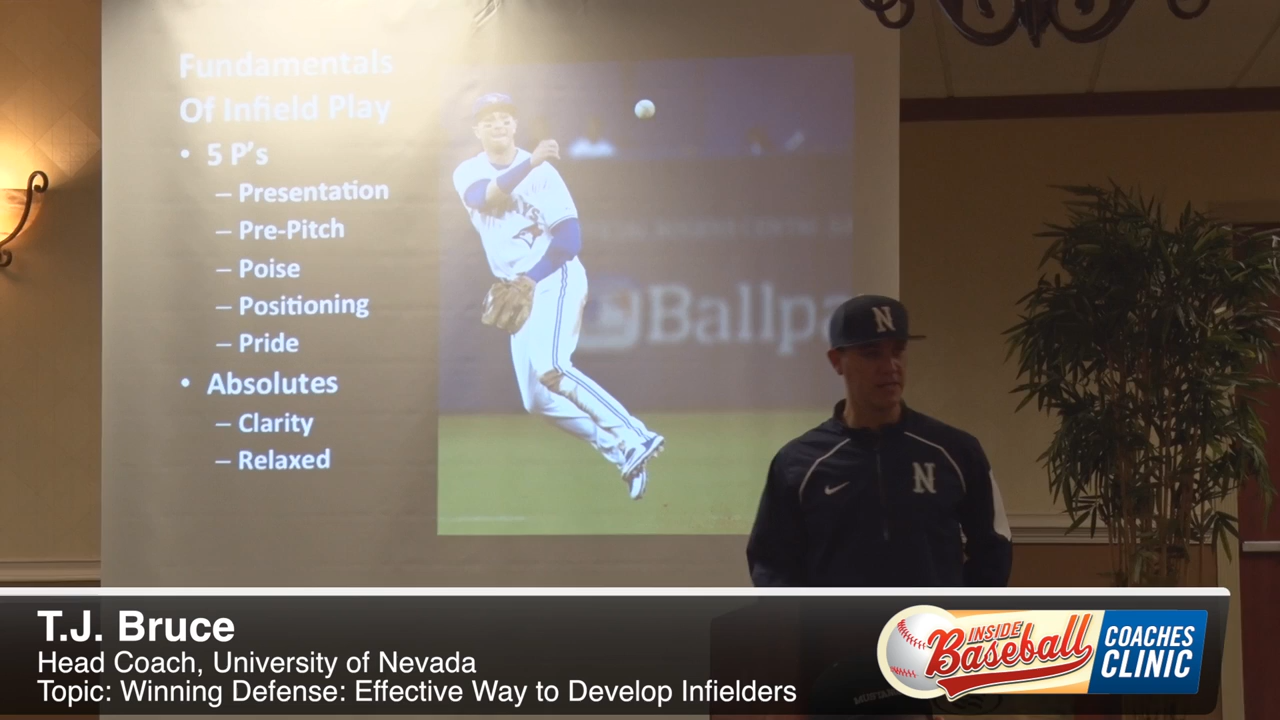 Fundamentals
Of Infield Play
• 5 P's
– Presentation
– Pre-Pitch
– Poise
– Positioning
– Pride
• Absolutes
– Clarity
– Relaxed
Ballpa
N
N
T.J. Bruce
Head Coach, University of Nevada
Topic: Winning Defense: Effective Way to Develop Infielders
INSIDE
Baseball
COACHES
CLINIC